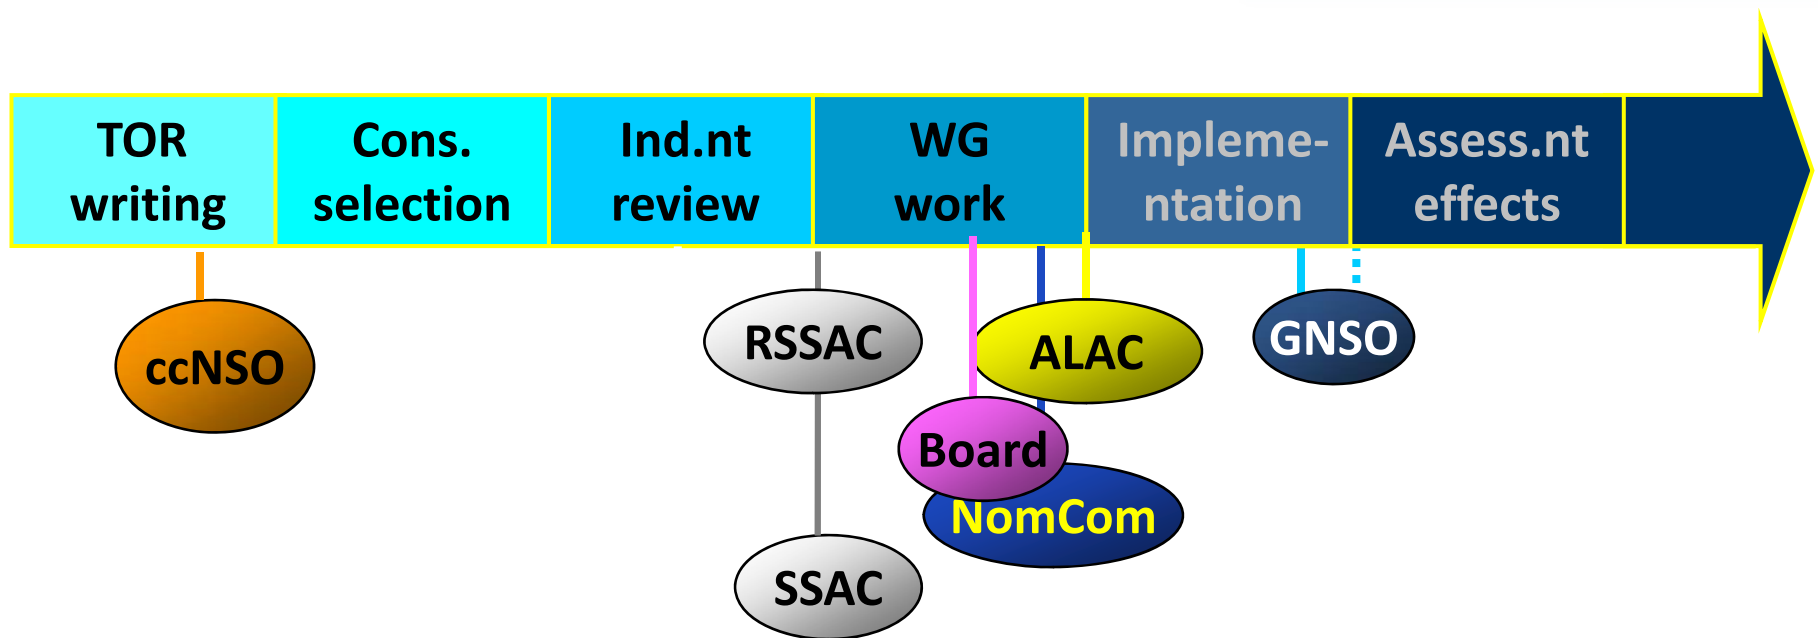 TOR
writing
Cons.
selection
Ind.nt
review
WG
work
Impleme-
ntation
Assess.nt
effects
ccNSO
RSSAC
ALAC
GNSO
Board
NomCom
SSAC